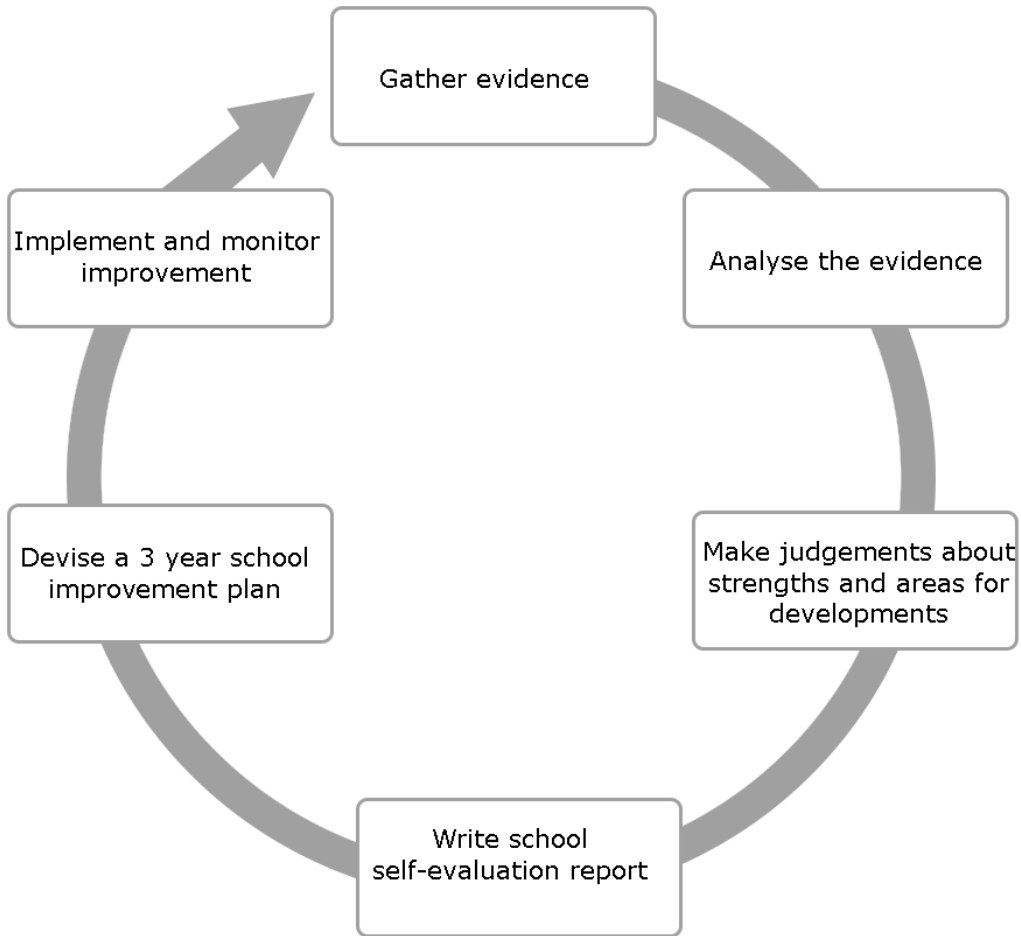 Gather evidence
Analyse the evidence
Make judgements about
strengths and areas for
developments
Write school
self-evaluation report
Devise a 3 year school
improvement plan
Implement and monitor
improvement